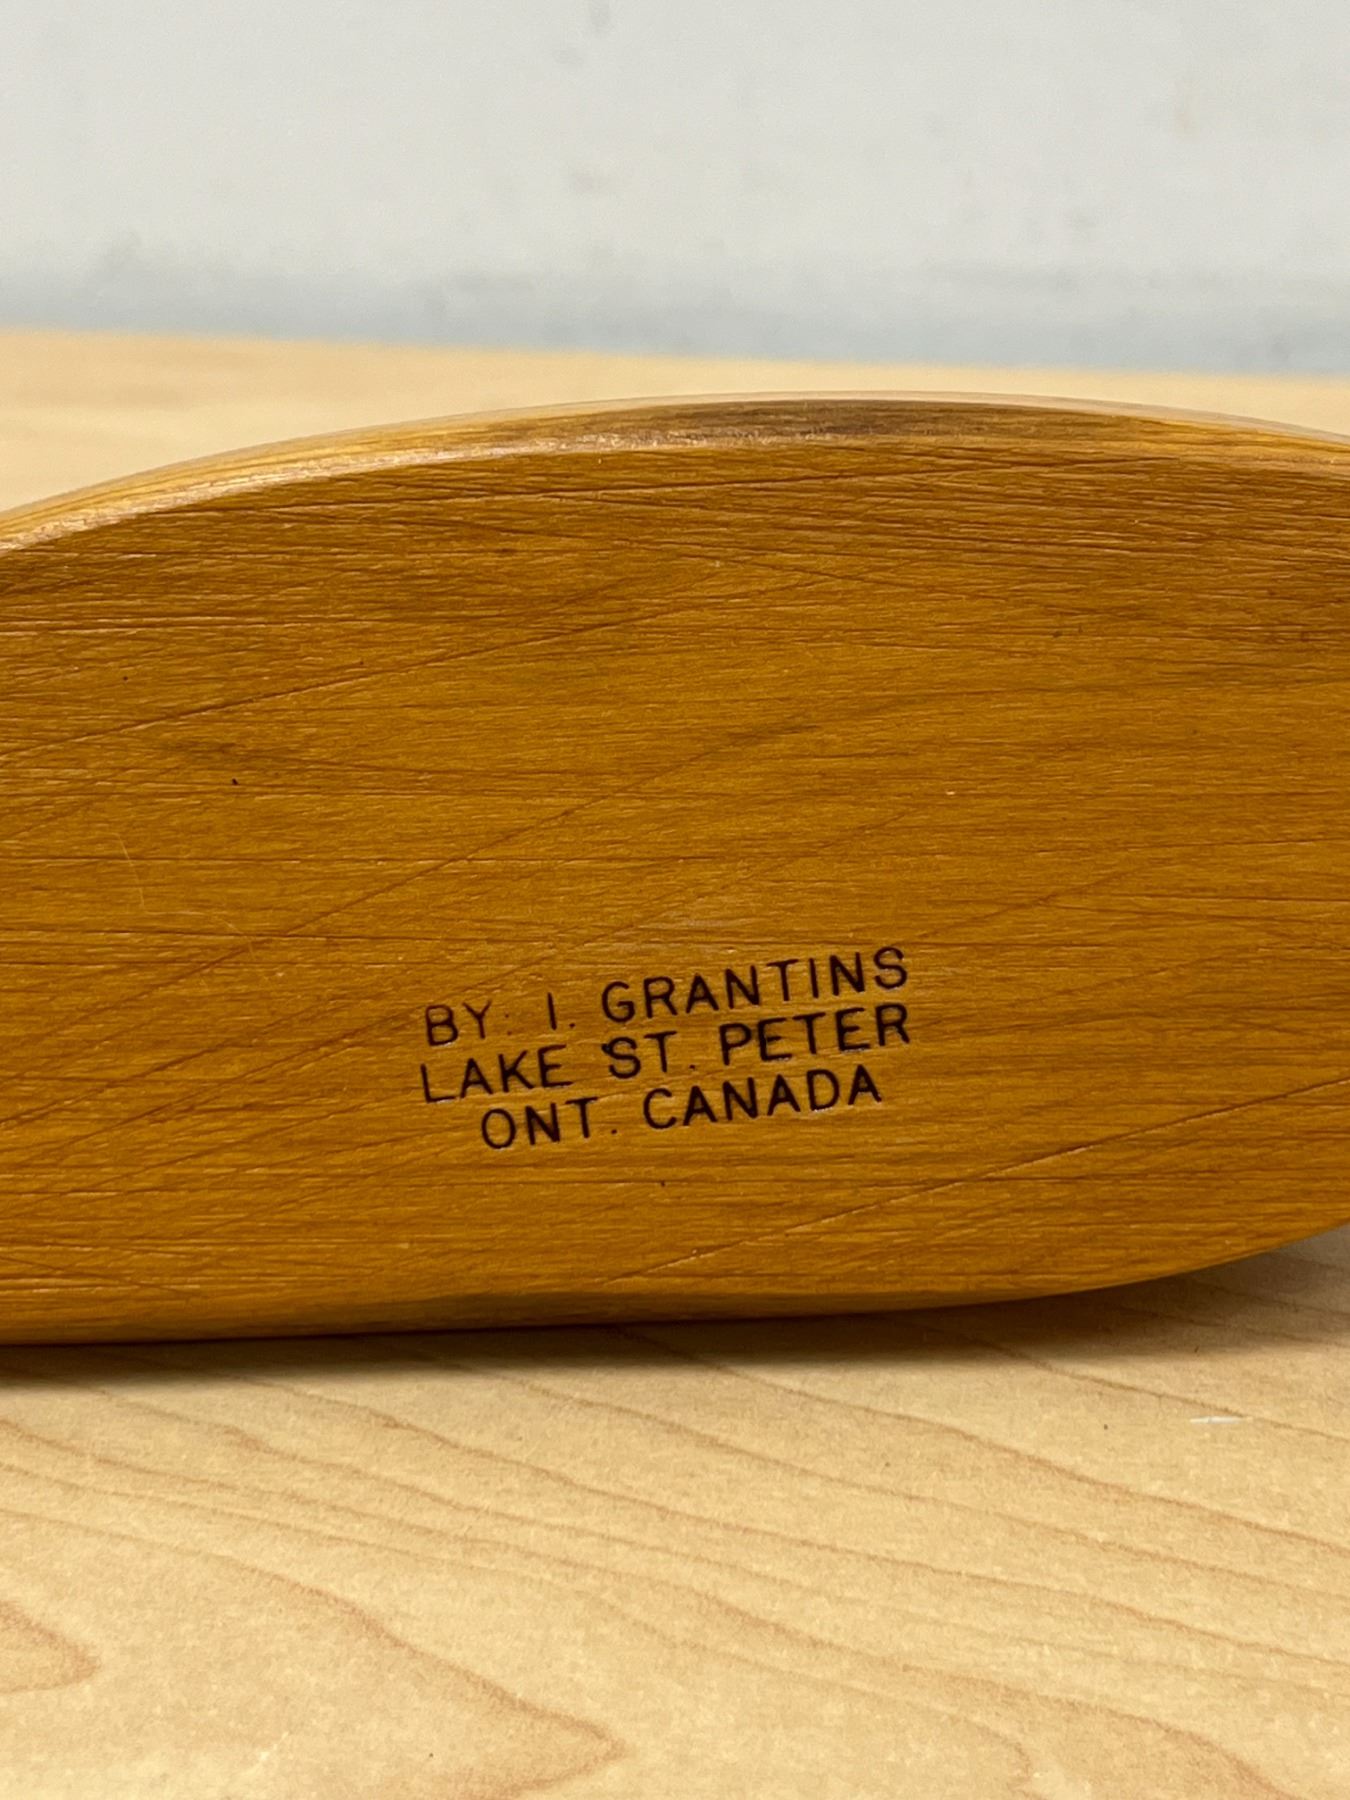 BY: I. GRANTINS
LAKE ST. PETER
ONT. CANADA